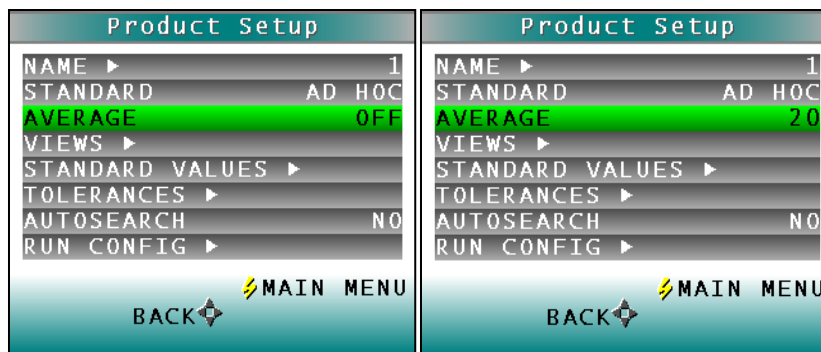 Product Setup
NAME ▶ 1
STANDARD AD HOC
AVERAGE OFF
VIEWS ▶
STANDARD VALUES ▶
TOLERANCES ▶
AUTOSEARCH NO
RUN CONFIG ▶
MAIN MENU
BACK
Product Setup
NAME ▶ 1
STANDARD AD HOC
AVERAGE 20
VIEWS ▶
STANDARD VALUES ▶
TOLERANCES ▶
AUTOSEARCH NO
RUN CONFIG ▶
MAIN MENU
BACK